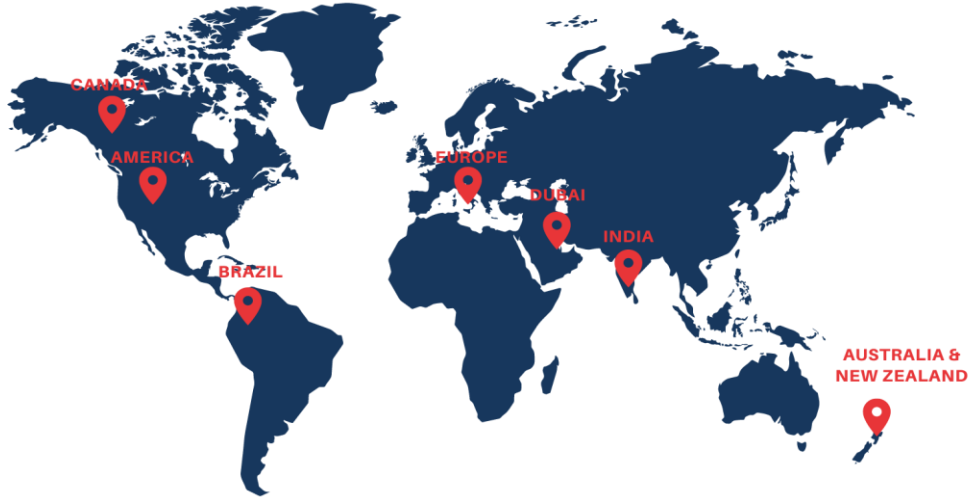 CANADA
AMERICA
EUROPE
DUBAI
INDIA
BRAZIL
AUSTRALIA &
NEW ZEALAND